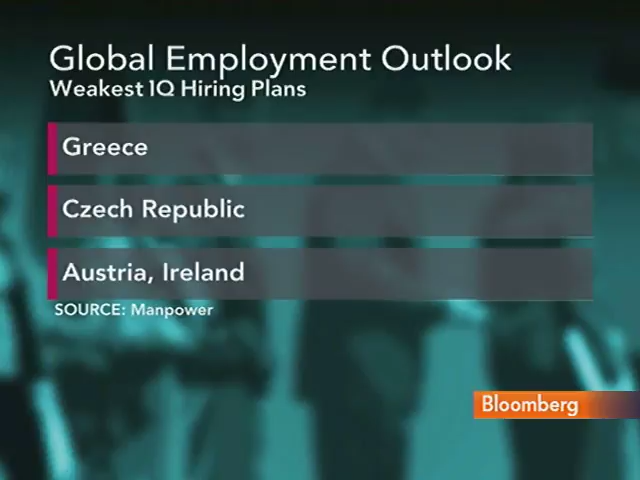 Global Employment Outlook
Weakest 1Q Hiring Plans
Greece
Czech Republic
Austria, Ireland
SOURCE: Manpower
Bloomberg